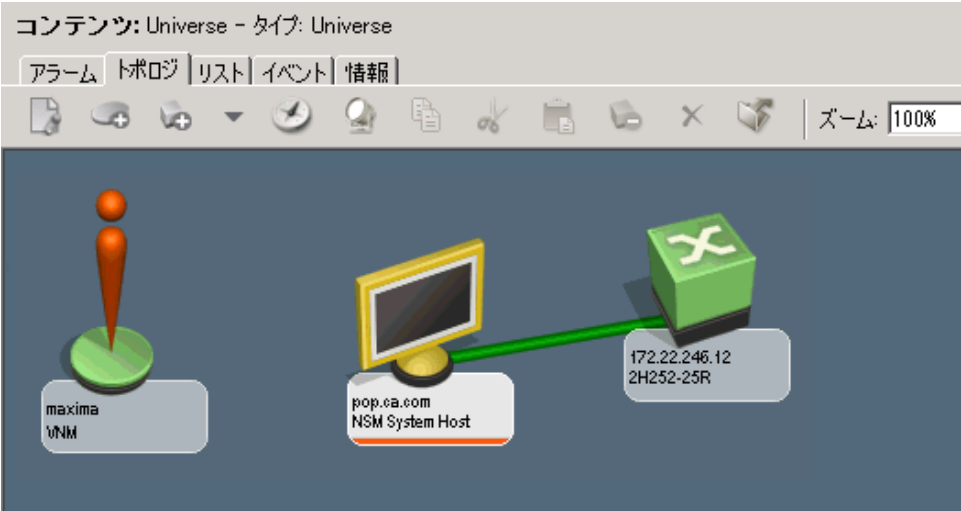 コンテンツ: Universe - タイプ: Universe
アラーム トポロジ リスト イベント 情報
ズーム: 100%
172.22.246.12
2H252-25R
pop.ca.com
NSM System Host
maxima
VNM